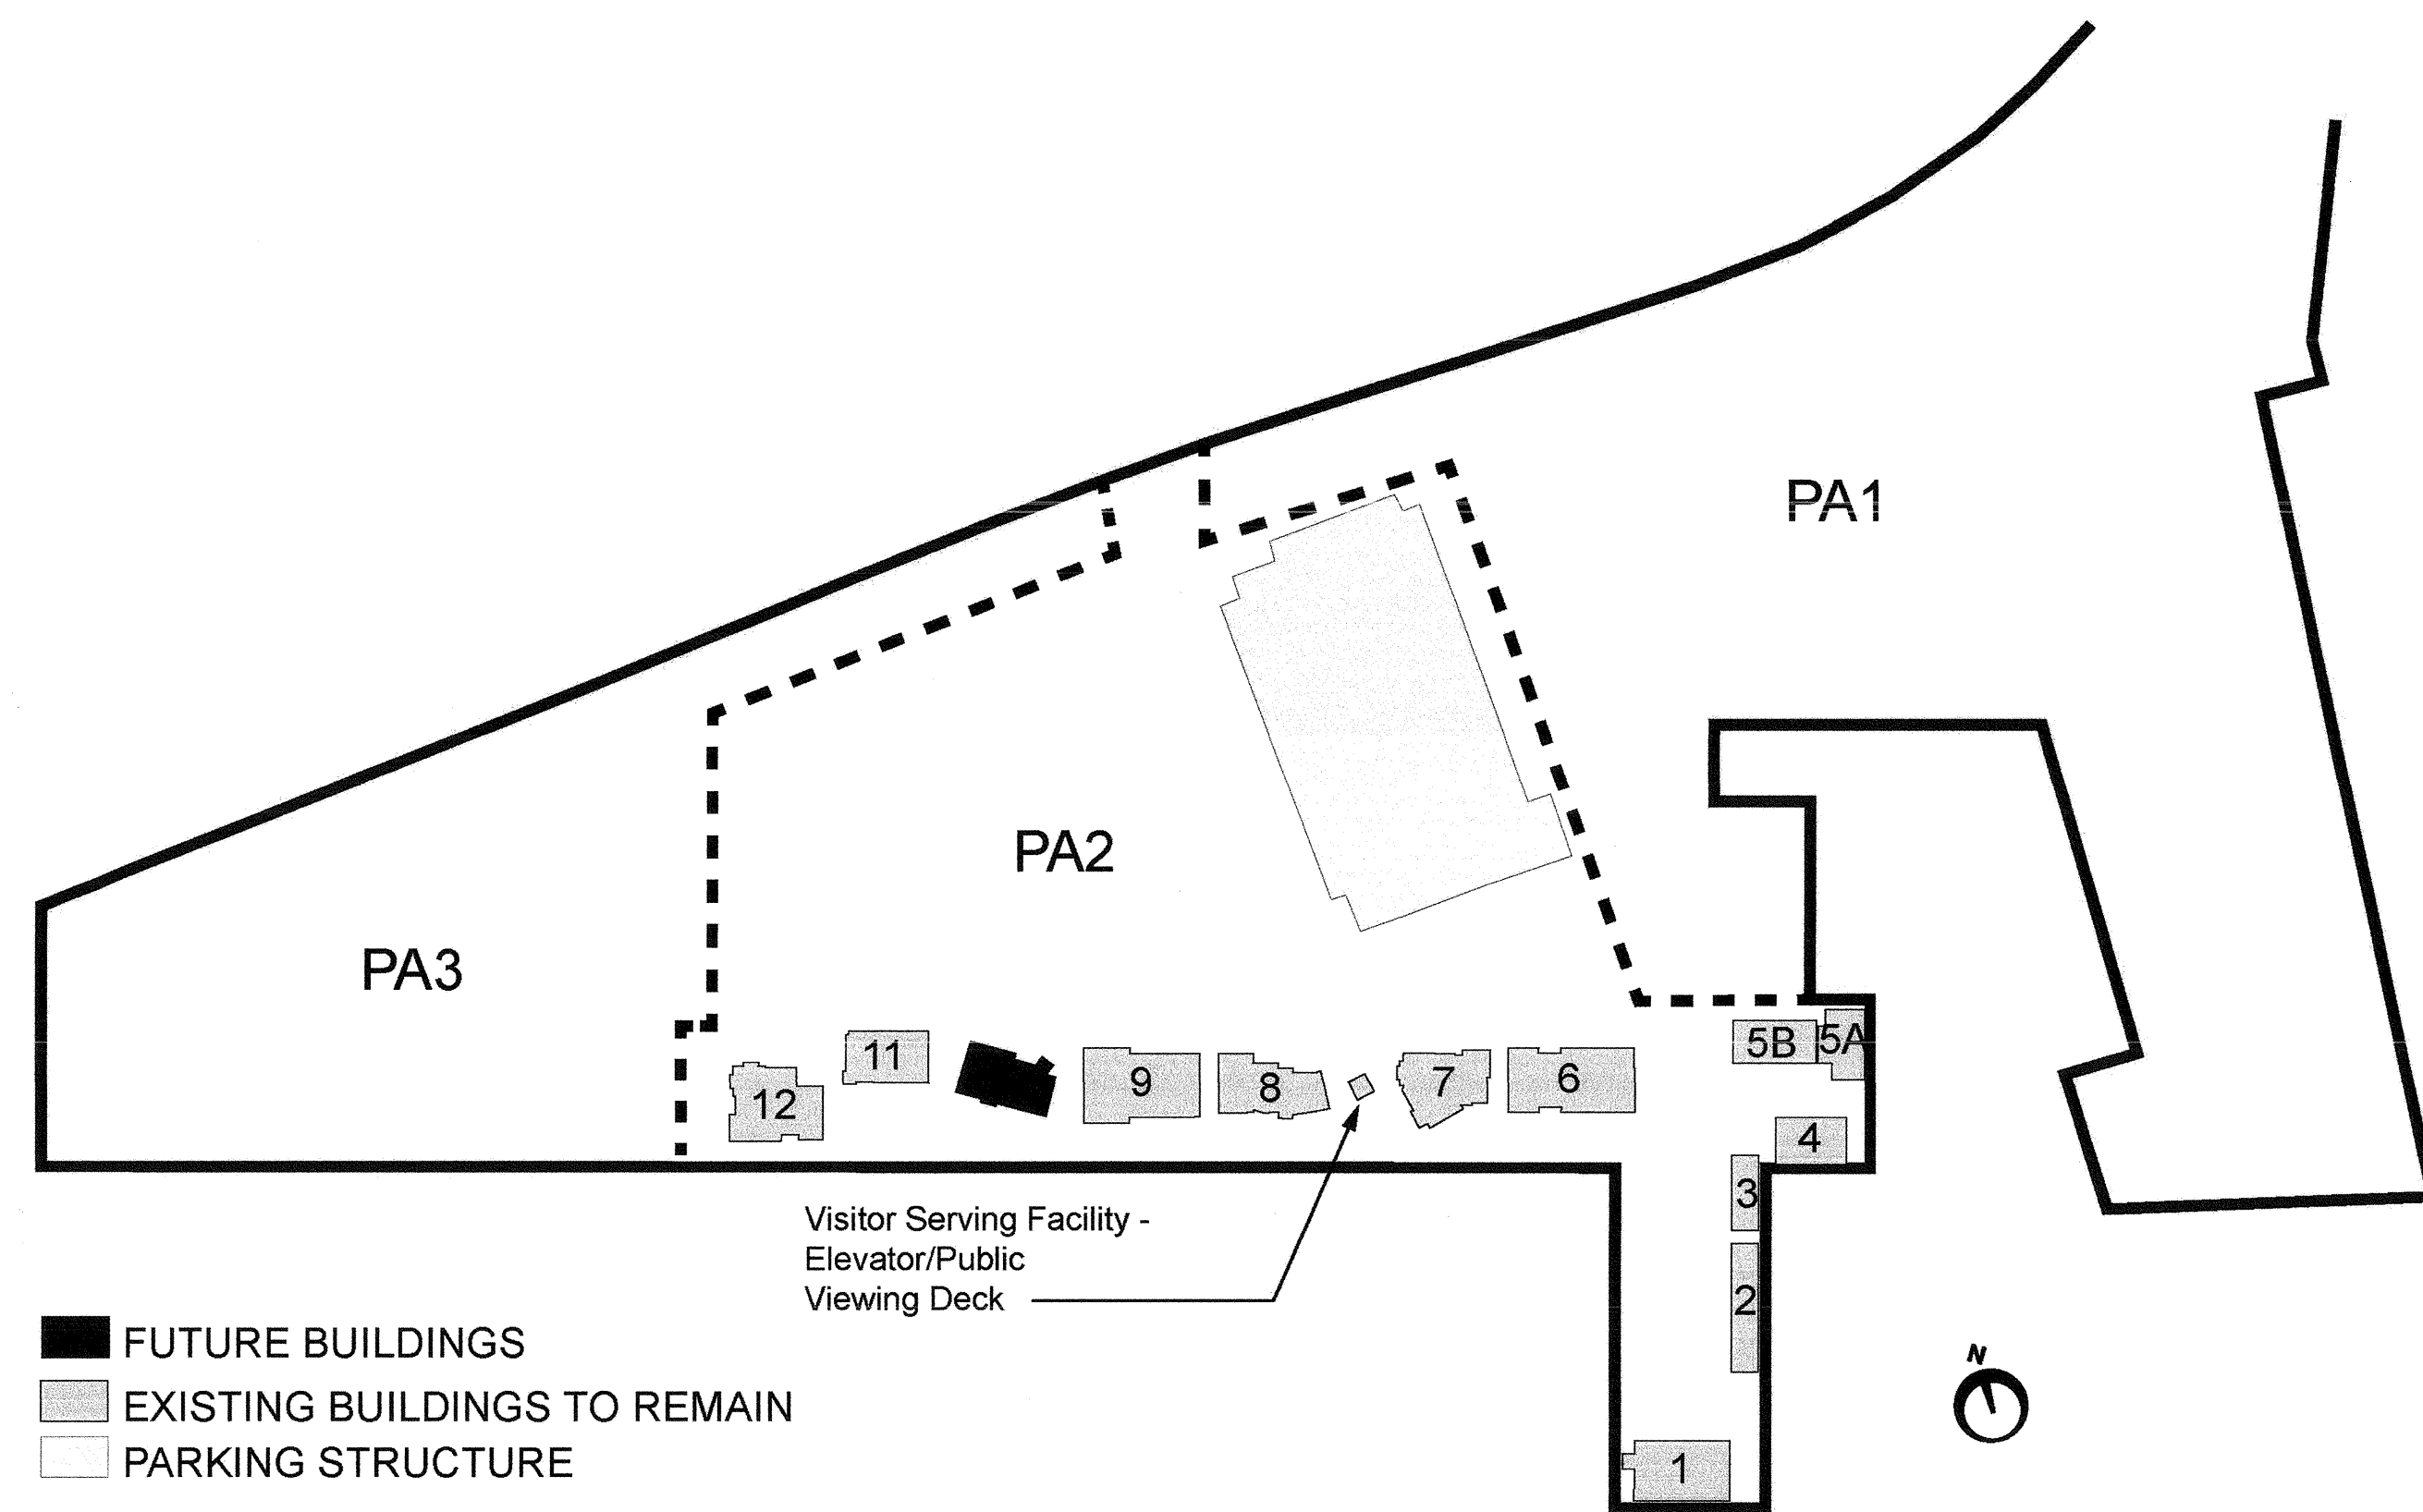 PA1
PA2
PA3
5B
5A
11
12
9
8
7
6
4
3
2
1
Visitor Serving Facility -
Elevator/Public
Viewing Deck
N
FUTURE BUILDINGS
EXISTING BUILDINGS TO REMAIN
PARKING STRUCTURE